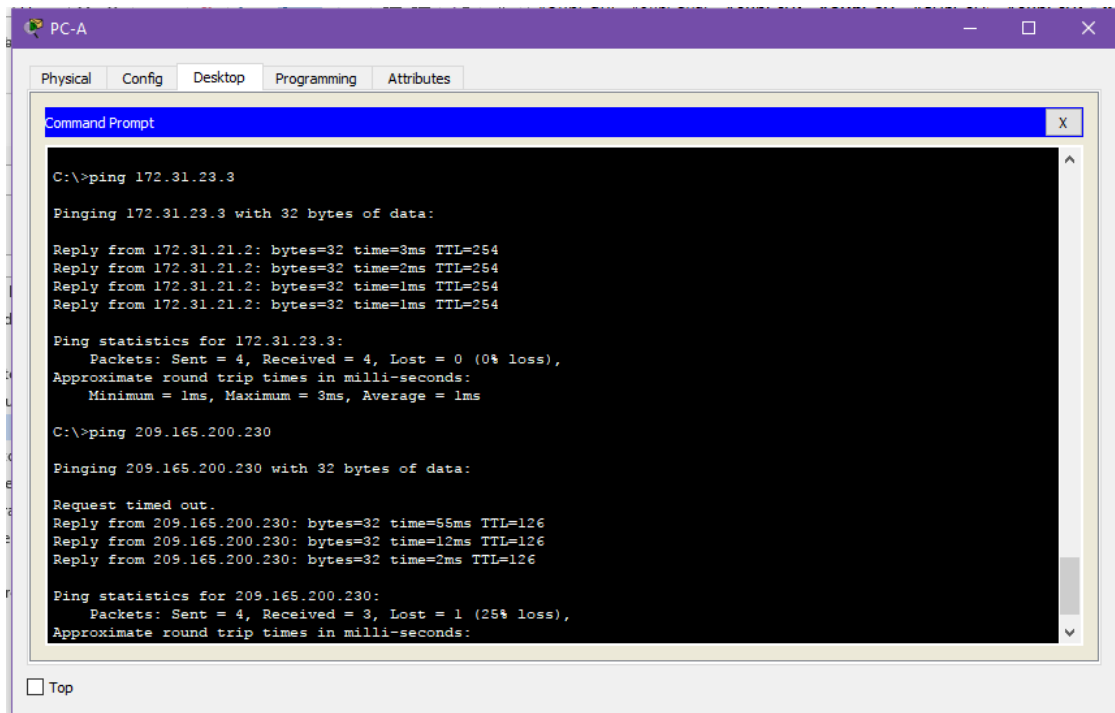 PC-A
Physical Config Desktop Programming Attributes
Command Prompt
X
C:\>ping 172.31.23.3
Pinging 172.31.23.3 with 32 bytes of data:
Reply from 172.31.21.2: bytes=32 time=3ms TTL=254
Reply from 172.31.21.2: bytes=32 time=2ms TTL=254
Reply from 172.31.21.2: bytes=32 time=1ms TTL=254
Reply from 172.31.21.2: bytes=32 time=1ms TTL=254
Ping statistics for 172.31.23.3:
Packets: Sent = 4, Received = 4, Lost = 0 (0% loss),
Approximate round trip times in milli-seconds:
Minimum = 1ms, Maximum = 3ms, Average = 1ms
C:\>ping 209.165.200.230
Pinging 209.165.200.230 with 32 bytes of data:
Request timed out.
Reply from 209.165.200.230: bytes=32 time=55ms TTL=126
Reply from 209.165.200.230: bytes=32 time=12ms TTL=126
Reply from 209.165.200.230: bytes=32 time=2ms TTL=126
Ping statistics for 209.165.200.230:
Packets: Sent = 4, Received = 3, Lost = 1 (25% loss),
Approximate round trip times in milli-seconds:
Top